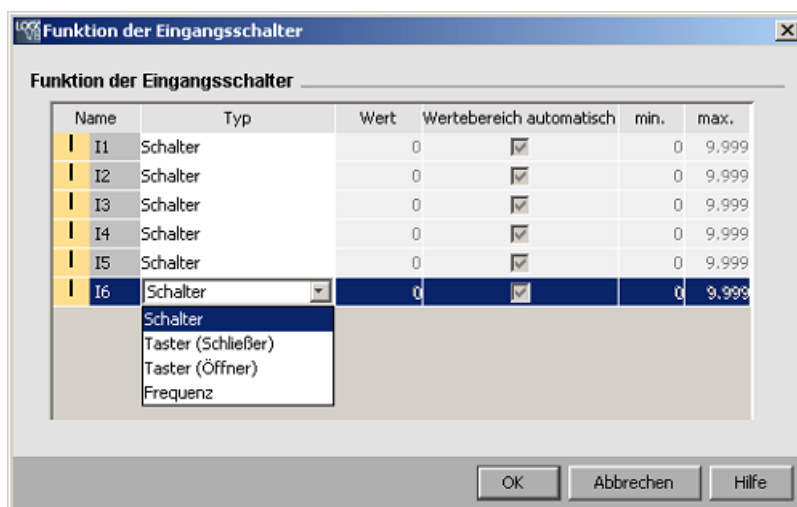 Funktion der Eingangsschalter
Funktion der Eingangsschalter
Name Typ Wert Wertebereich automatisch min. max.
I I1 Schalter 0 0 9.999
I I2 Schalter 0 0 9.999
I I3 Schalter 0 0 9.999
I I4 Schalter 0 0 9.999
I I5 Schalter 0 0 9.999
I I6 Schalter 0 0 9.999
Schalter
Taster (Schließer)
Taster (Öffner)
Frequenz
OK Abbrechen Hilfe